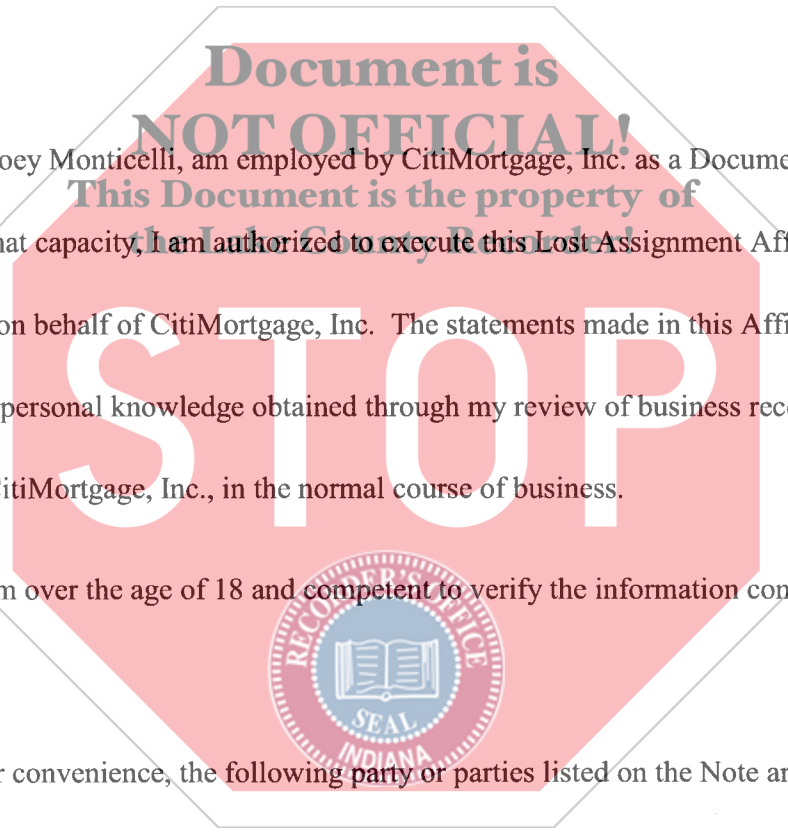 Document is
NOT OFFICIAL!
oey Monticelli, am employed by CitiMortgage, Inc. as a Docume
This Document is the property of
hat capacity, I am authorized to execute this Lost Assignment Aff
the Lake County Recorder!
on behalf of CitiMortgage, Inc. The statements made in this Affi
STOP
personal knowledge obtained through my review of business reco
CitiMortgage, Inc., in the normal course of business.
m over the age of 18 and competent to verify the information con
RECORDER'S OFFICE
SEAL
INDIANA
r convenience, the following party or parties listed on the Note an